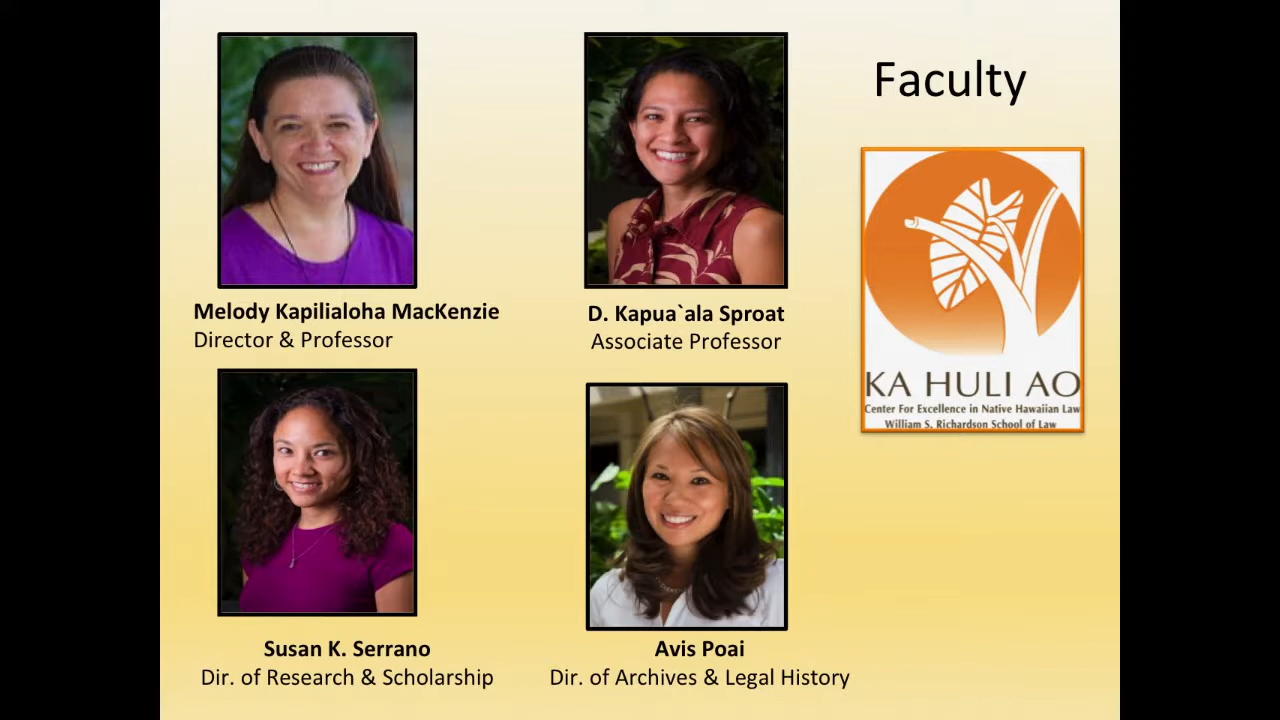 Faculty
Melody Kapilialoha MacKenzie
Director & Professor
D. Kapua`ala Sproat
Associate Professor
KA HULI AO
Center For Excellence in Native Hawaiian Law
William S. Richardson School of Law
Susan K. Serrano
Dir. of Research & Scholarship
Avis Poai
Dir. of Archives & Legal History